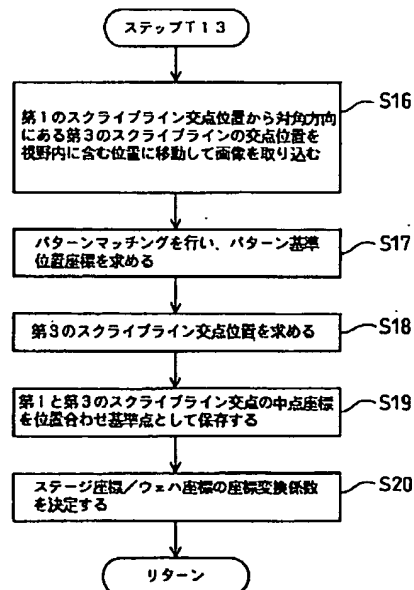 ステップT13
第1のスクライブライン交点位置から対角方向
にある第3のスクライブラインの交点位置を
視野内に含む位置に移動して画像を取り込む
S16
パターンマッチングを行い、パターン基準
位置座標を求める
S17
第3のスクライブライン交点位置を求める
S18
第1と第3のスクライブライン交点の中点座標
を位置合わせ基準点として保存する
S19
ステージ座標/ウェハ座標の座標変換係数
を決定する
S20
リターン